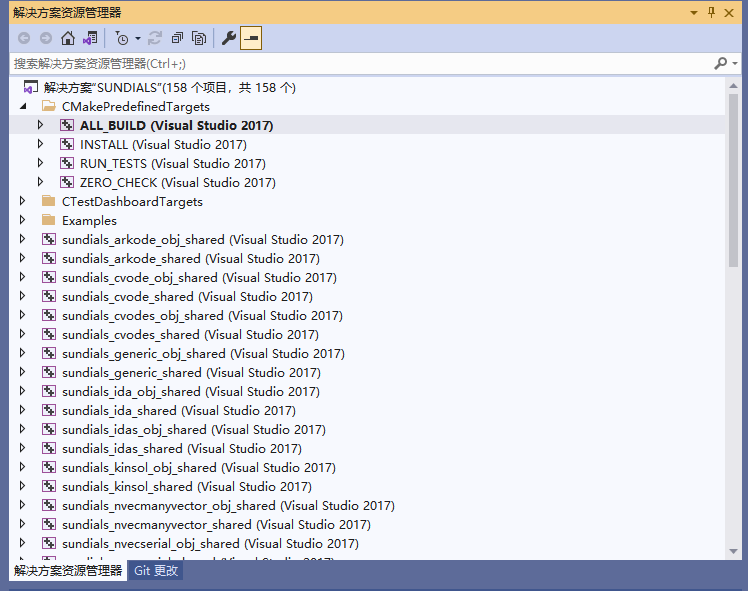 解决方案资源管理器
搜索解决方案资源管理器(Ctrl+;)
解决方案"SUNDIALS"(158 个项目，共 158 个)
CMakePredefinedTargets
ALL_BUILD (Visual Studio 2017)
INSTALL (Visual Studio 2017)
RUN_TESTS (Visual Studio 2017)
ZERO_CHECK (Visual Studio 2017)
CTestDashboardTargets
Examples
sundials_arkode_obj_shared (Visual Studio 2017)
sundials_arkode_shared (Visual Studio 2017)
sundials_cvode_obj_shared (Visual Studio 2017)
sundials_cvode_shared (Visual Studio 2017)
sundials_cvodes_obj_shared (Visual Studio 2017)
sundials_cvodes_shared (Visual Studio 2017)
sundials_generic_obj_shared (Visual Studio 2017)
sundials_generic_shared (Visual Studio 2017)
sundials_ida_obj_shared (Visual Studio 2017)
sundials_ida_shared (Visual Studio 2017)
sundials_idas_obj_shared (Visual Studio 2017)
sundials_idas_shared (Visual Studio 2017)
sundials_kinsol_obj_shared (Visual Studio 2017)
sundials_kinsol_shared (Visual Studio 2017)
sundials_nvecmanyvector_obj_shared (Visual Studio 2017)
sundials_nvecmanyvector_shared (Visual Studio 2017)
sundials_nvecserial_obj_shared (Visual Studio 2017)
解决方案资源管理器 Git 更改